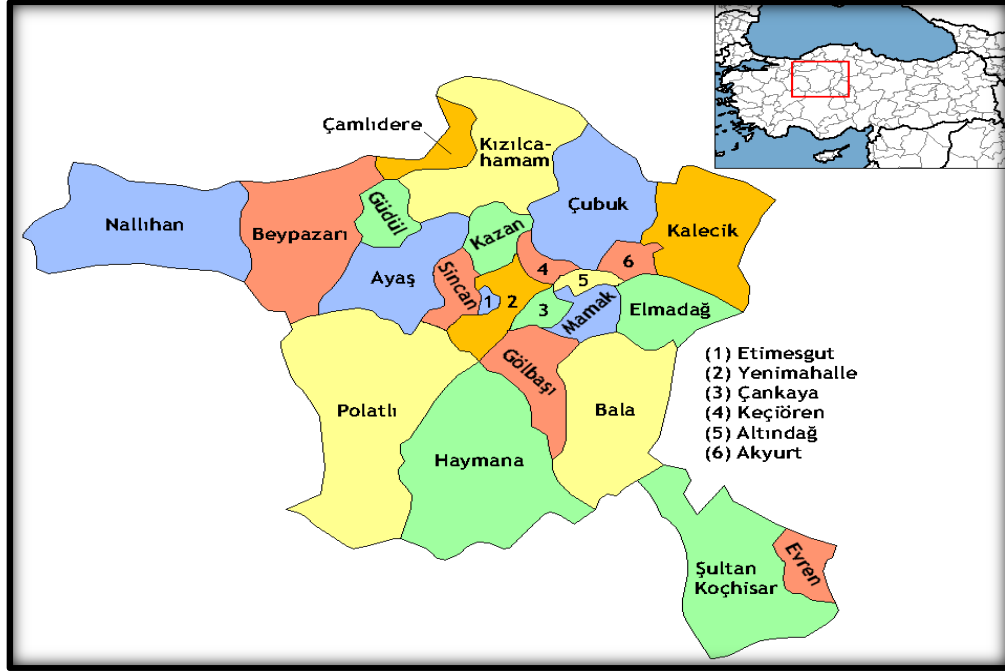 Çamlıdere
Kızılca-
hamam
Nallıhan
Beypazarı
Güdül
Kazan
Çubuk
Kalecik
Ayaş
Sincan
1
2
3
4
5
6
Mamak
Elmadağ
Gölbaşı
Polatlı
Haymana
Bala
(1) Etimesgut
(2) Yenimahalle
(3) Çankaya
(4) Keçiören
(5) Altındağ
(6) Akyurt
Şultan
Koçhisar
Evren